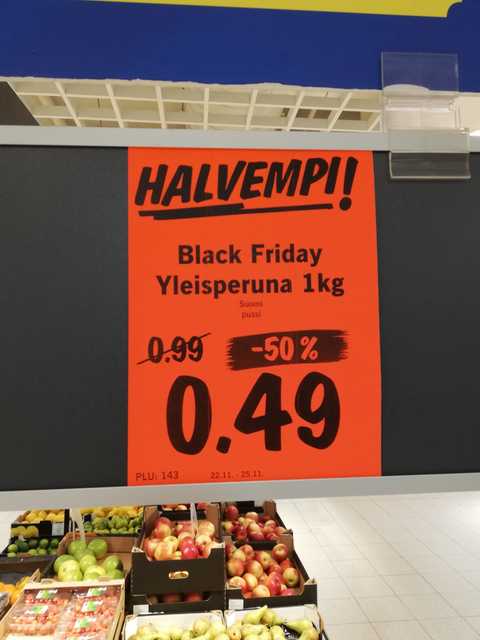 HALVEMPI!
Black Friday
Yleisperuna 1kg
Suomi
pussi
0.99
-50%
0.49
PLU: 143
22.11. - 25.11.